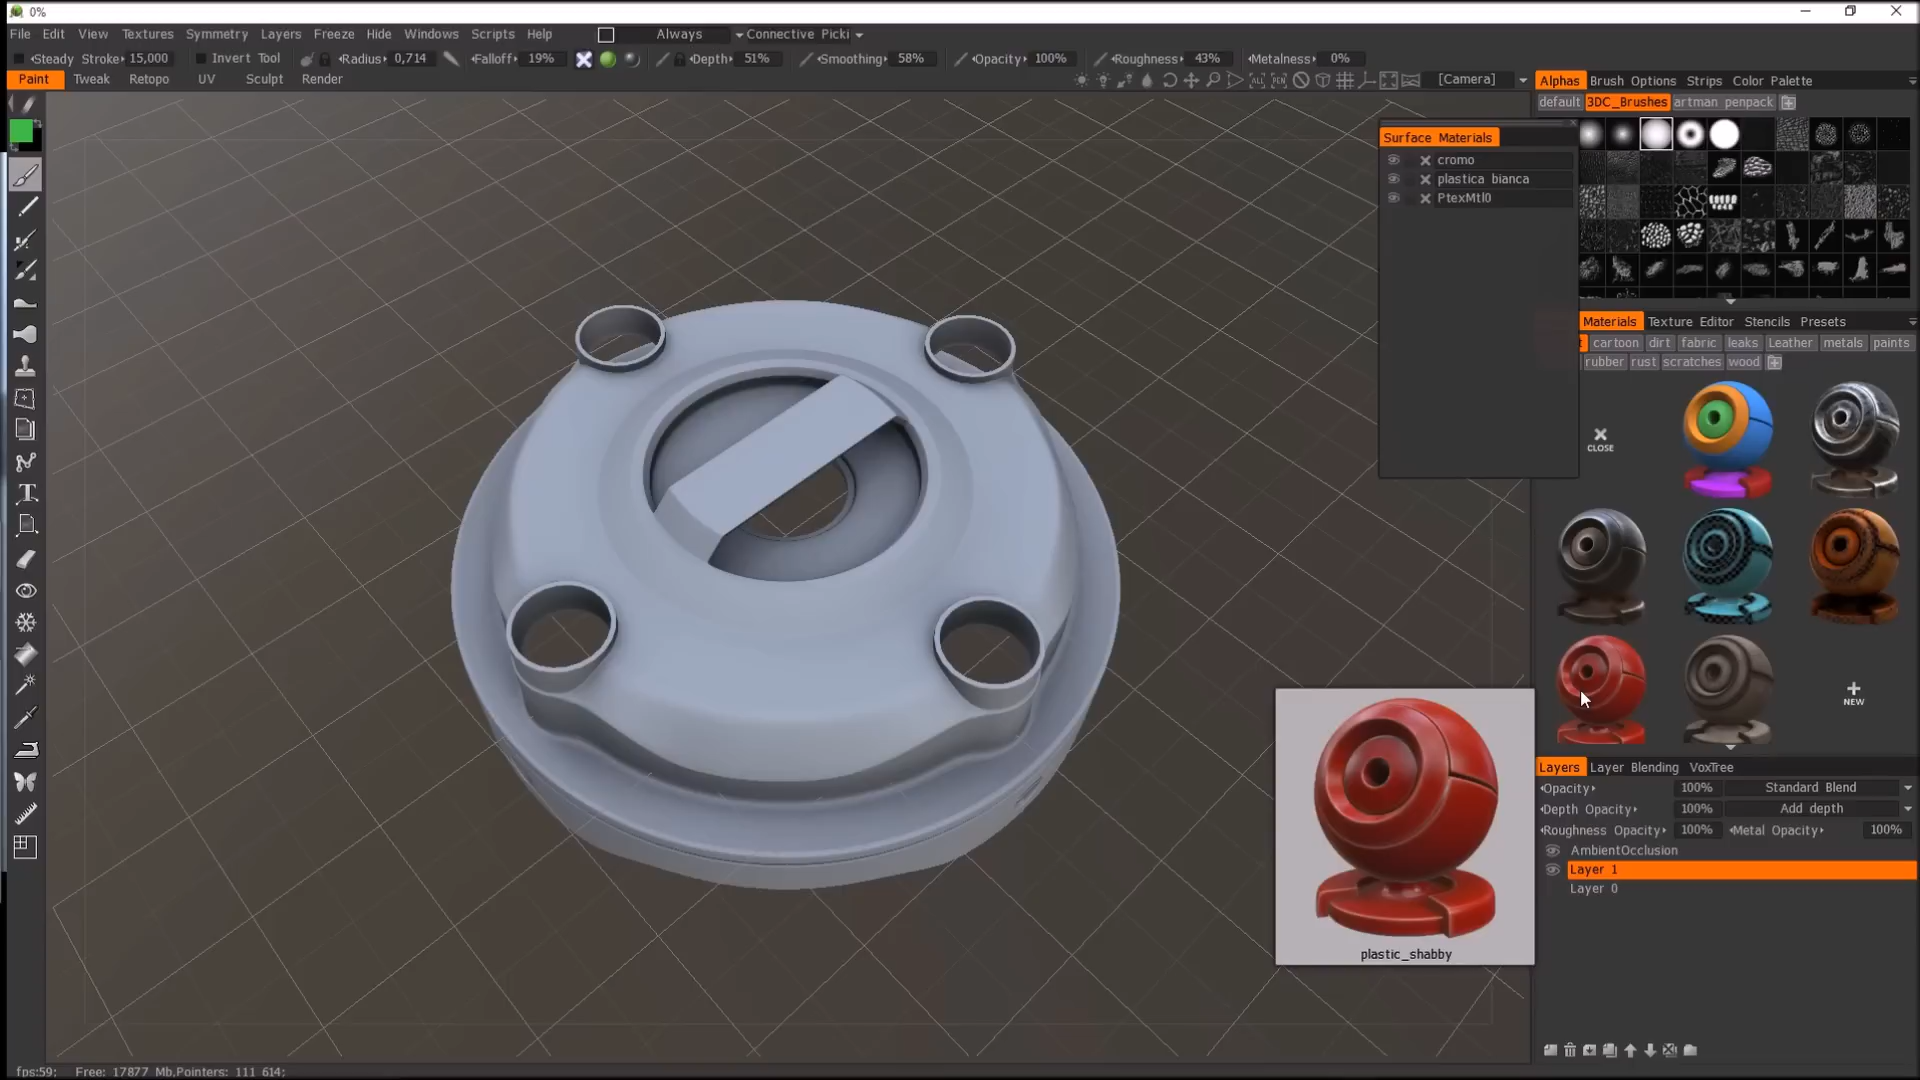 0%
File Edit View Textures Symmetry Layers Freeze Hide Windows Scripts Help Always Connective Picki
Steady Stroke 15,000 Invert Tool Radius 0,714 Falloff 19% Depth 51% Smoothing 58% Opacity 100% Roughness 43% Metalness 0%
Paint Tweak Retopo UV Sculpt Render [Camera] Alphas Brush Options Strips Color Palette
default 3DC_Brushes artman penpack
Surface Materials
cromo
plastica bianca
PtexMtl0
Materials Texture Editor Stencils Presets
cartoon dirt fabric leaks Leather metals paints
rubber rust scratches wood
CLOSE
NEW
plastic_shabby
Layers Layer Blending VoxTree
Opacity 100% Standard Blend
Depth Opacity 100% Add depth
Roughness Opacity 100% Metal Opacity 100%
AmbientOcclusion
Layer 1
Layer 0
fps:59; Free: 17877 Mb,Pointers: 111 614;